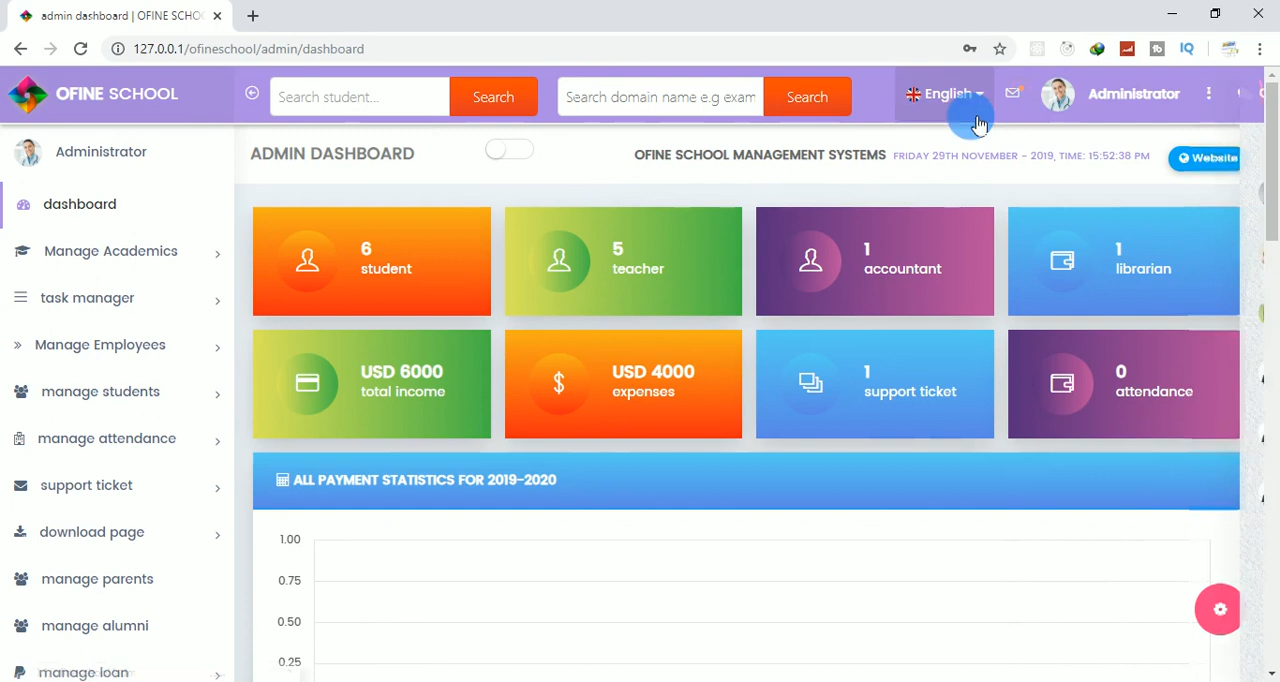 admin dashboard | OFINE SCHO
127.0.0.1/ofineschool/admin/dashboard
OFINE SCHOOL
Search student...
Search
Search domain name e.g exam
Search
English
Administrator
Administrator
ADMIN DASHBOARD
OFINE SCHOOL MANAGEMENT SYSTEMS FRIDAY 29TH NOVEMBER - 2019, TIME: 15:52:38 PM
Website
dashboard
Manage Academics
task manager
Manage Employees
manage students
manage attendance
support ticket
download page
manage parents
manage alumni
manage loan
6
student
5
teacher
1
accountant
1
librarian
USD 6000
total income
USD 4000
expenses
1
support ticket
0
attendance
ALL PAYMENT STATISTICS FOR 2019-2020
1.00
0.75
0.50
0.25